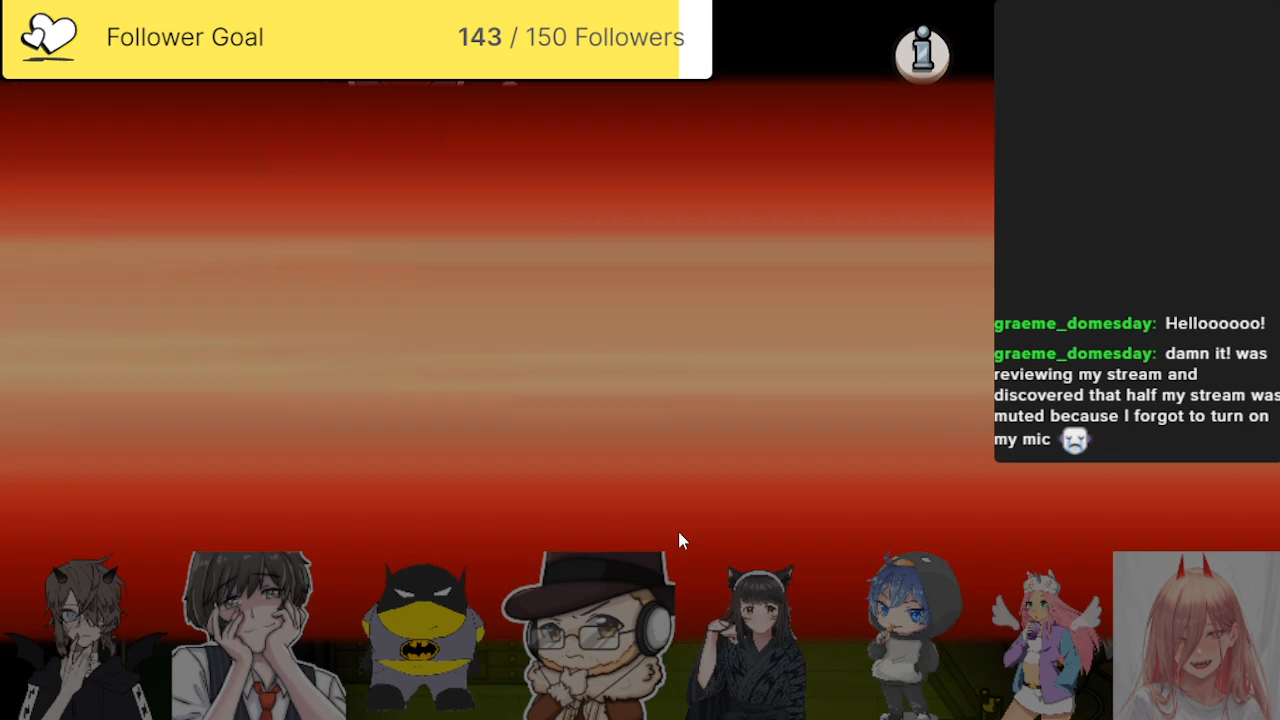 Follower Goal 143 / 150 Followers
graeme_domesday: Helloooooo!
graeme_domesday: damn it! was
reviewing my stream and
discovered that half my stream was
muted because I forgot to turn on
my mic